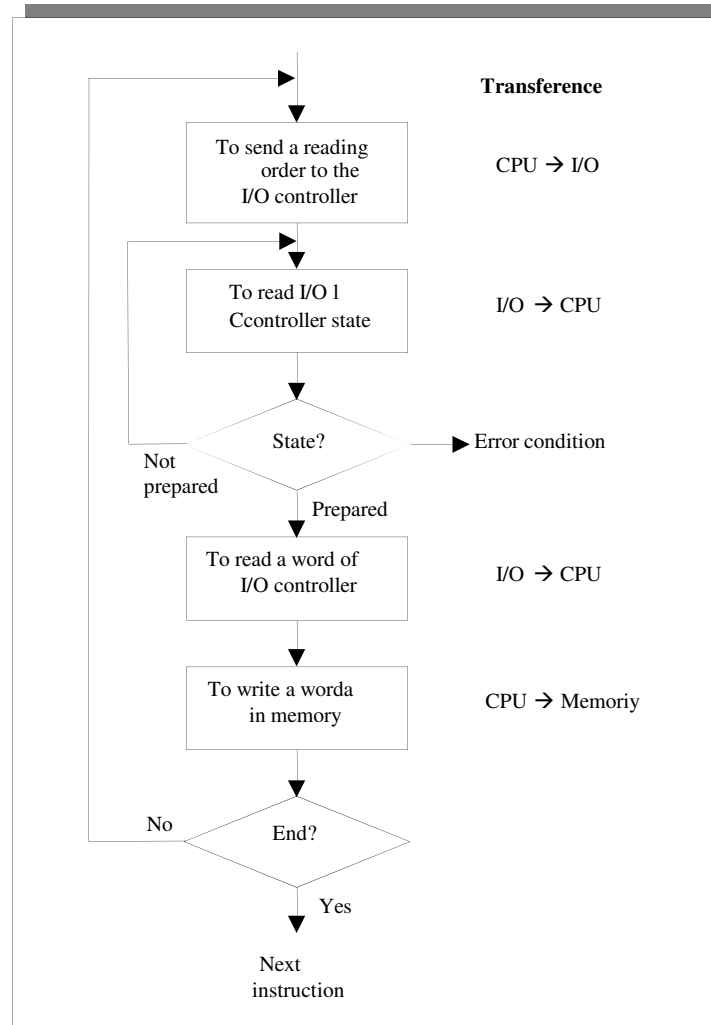 Transference
To send a reading
order to the
I/O controller
CPU → I/O
To read I/O l
Ccontroller state
I/O → CPU
State?
Error condition
Not
prepared
Prepared
To read a word of
I/O controller
I/O → CPU
To write a worda
in memory
CPU → Memoriy
No
End?
Yes
Next
instruction